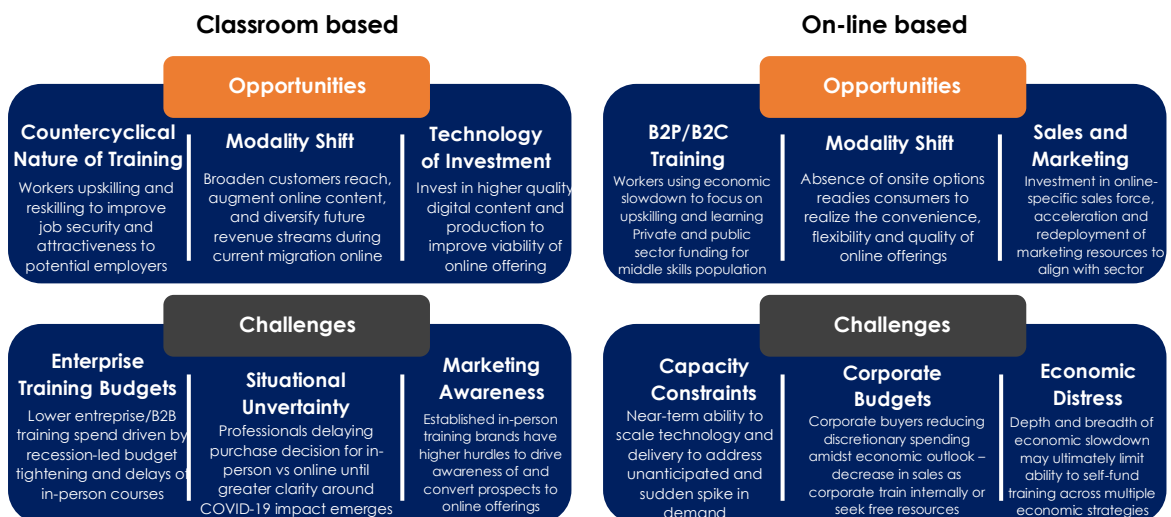 Classroom based
Opportunities
Countercyclical
Nature of Training
Workers upskilling and
reskilling to improve
job security and
attractiveness to
potential employers
Modality Shift
Broaden customers reach,
augment online content,
and diversify future
revenue streams during
current migration online
Technology
of Investment
Invest in higher quality
digital content and
production to
improve viability of
online offering
Challenges
Enterprise
Training Budgets
Lower entreprise/B2B
training spend driven by
recession-led budget
tightening and delays of
in-person courses
Situational
Unvertainty
Professionals delaying
purchase decision for in-
person vs online until
greater clarity around
COVID-19 impact emerges
Marketing
Awareness
Established in-person
training brands have
higher hurdles to drive
awareness of and
convert prospects to
online offerings
On-line based
Opportunities
B2P/B2C
Training
Workers using economic
slowdown to focus on
upskilling and learning
Private and public
sector funding for
middle skills population
Modality Shift
Absence of onsite options
readies consumers to
realize the convenience,
flexibility and quality of
online offerings
Sales and
Marketing
Investment in online-
specific sales force,
acceleration and
redeployment of
marketing resources to
align with sector
Challenges
Capacity
Constraints
Near-term ability to
scale technology and
delivery to address
unanticipated and
sudden spike in
demand
Corporate
Budgets
Corporate buyers reducing
discretionary spending
amidst economic outlook –
decrease in sales as
corporate train internally or
seek free resources
Economic
Distress
Depth and breadth of
economic slowdown
may ultimately limit
ability to self-fund
training across multiple
economic strategies